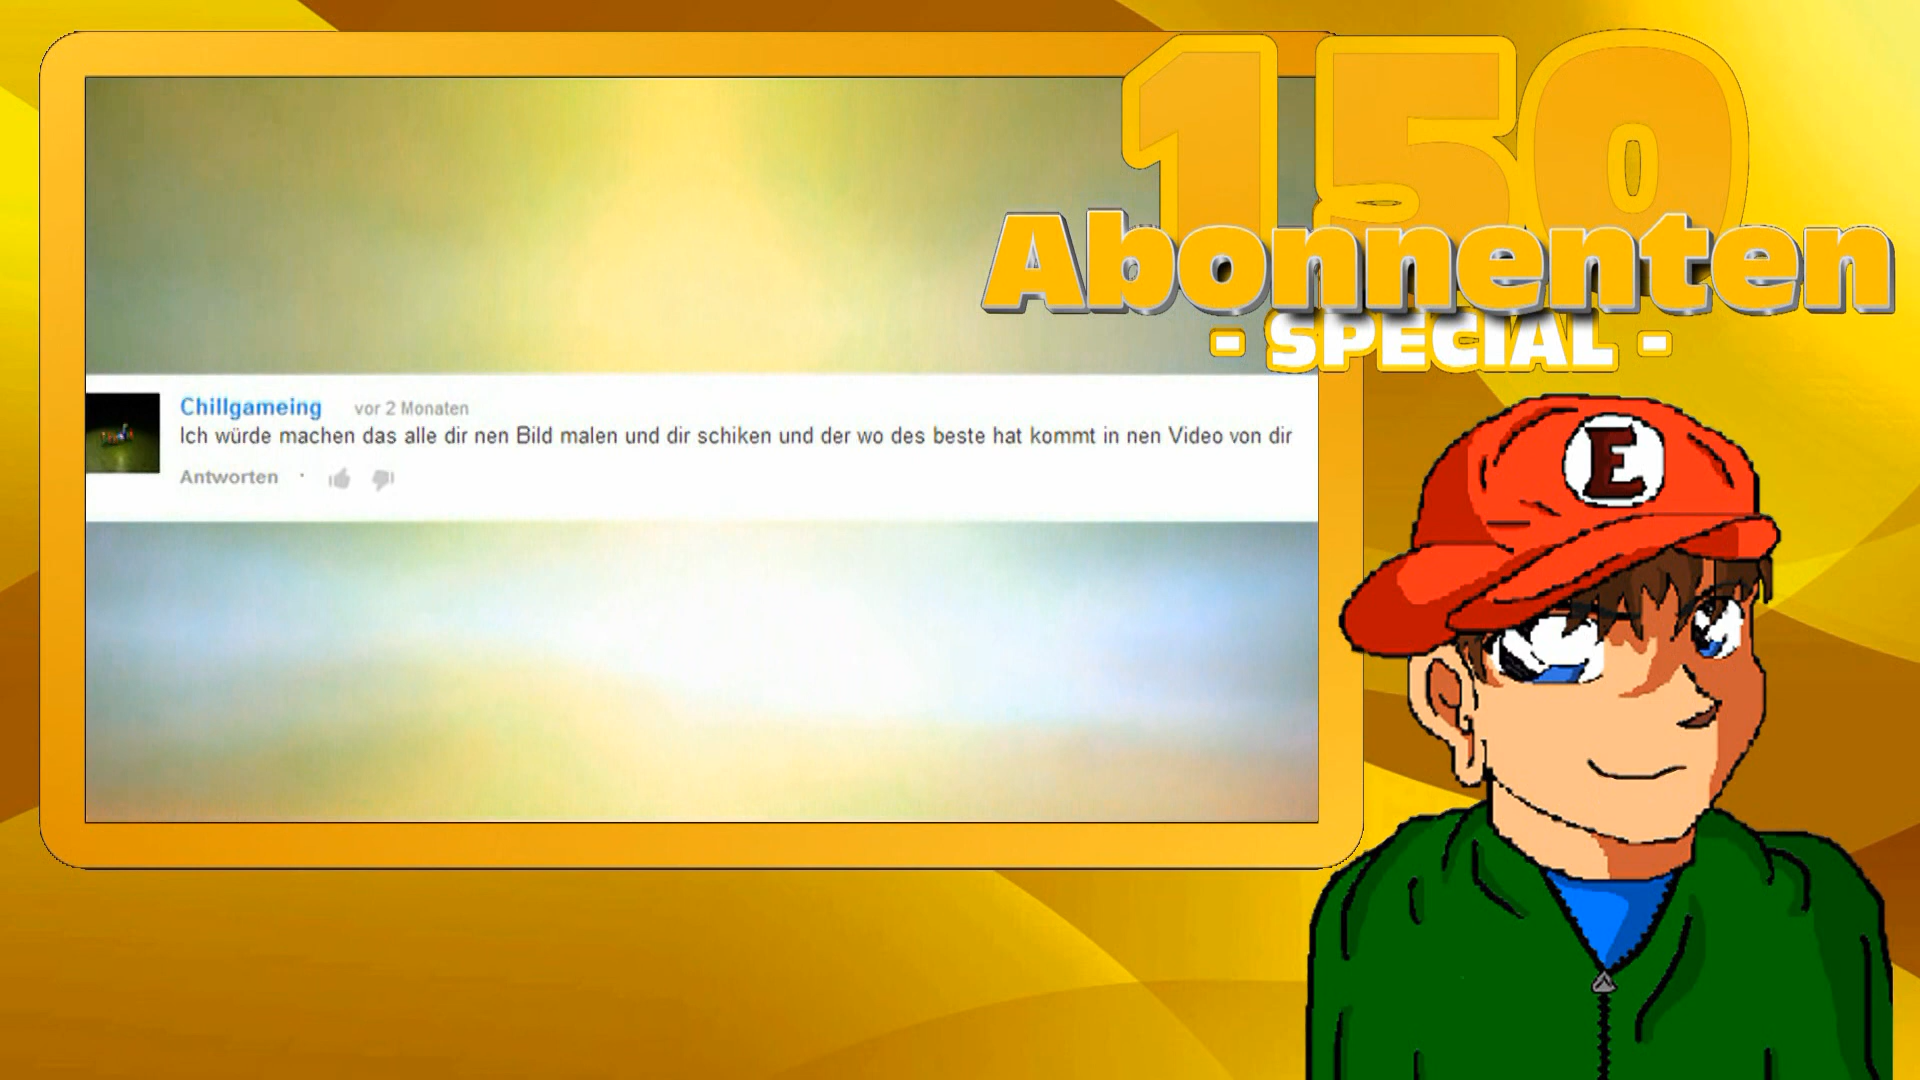 150
Abonnenten
- SPECIAL -
Chillgameing vor 2 Monaten
Ich würde machen das alle dir nen Bild malen und dir schiken und der wo des beste hat kommt in nen Video von dir
Antworten ·
E